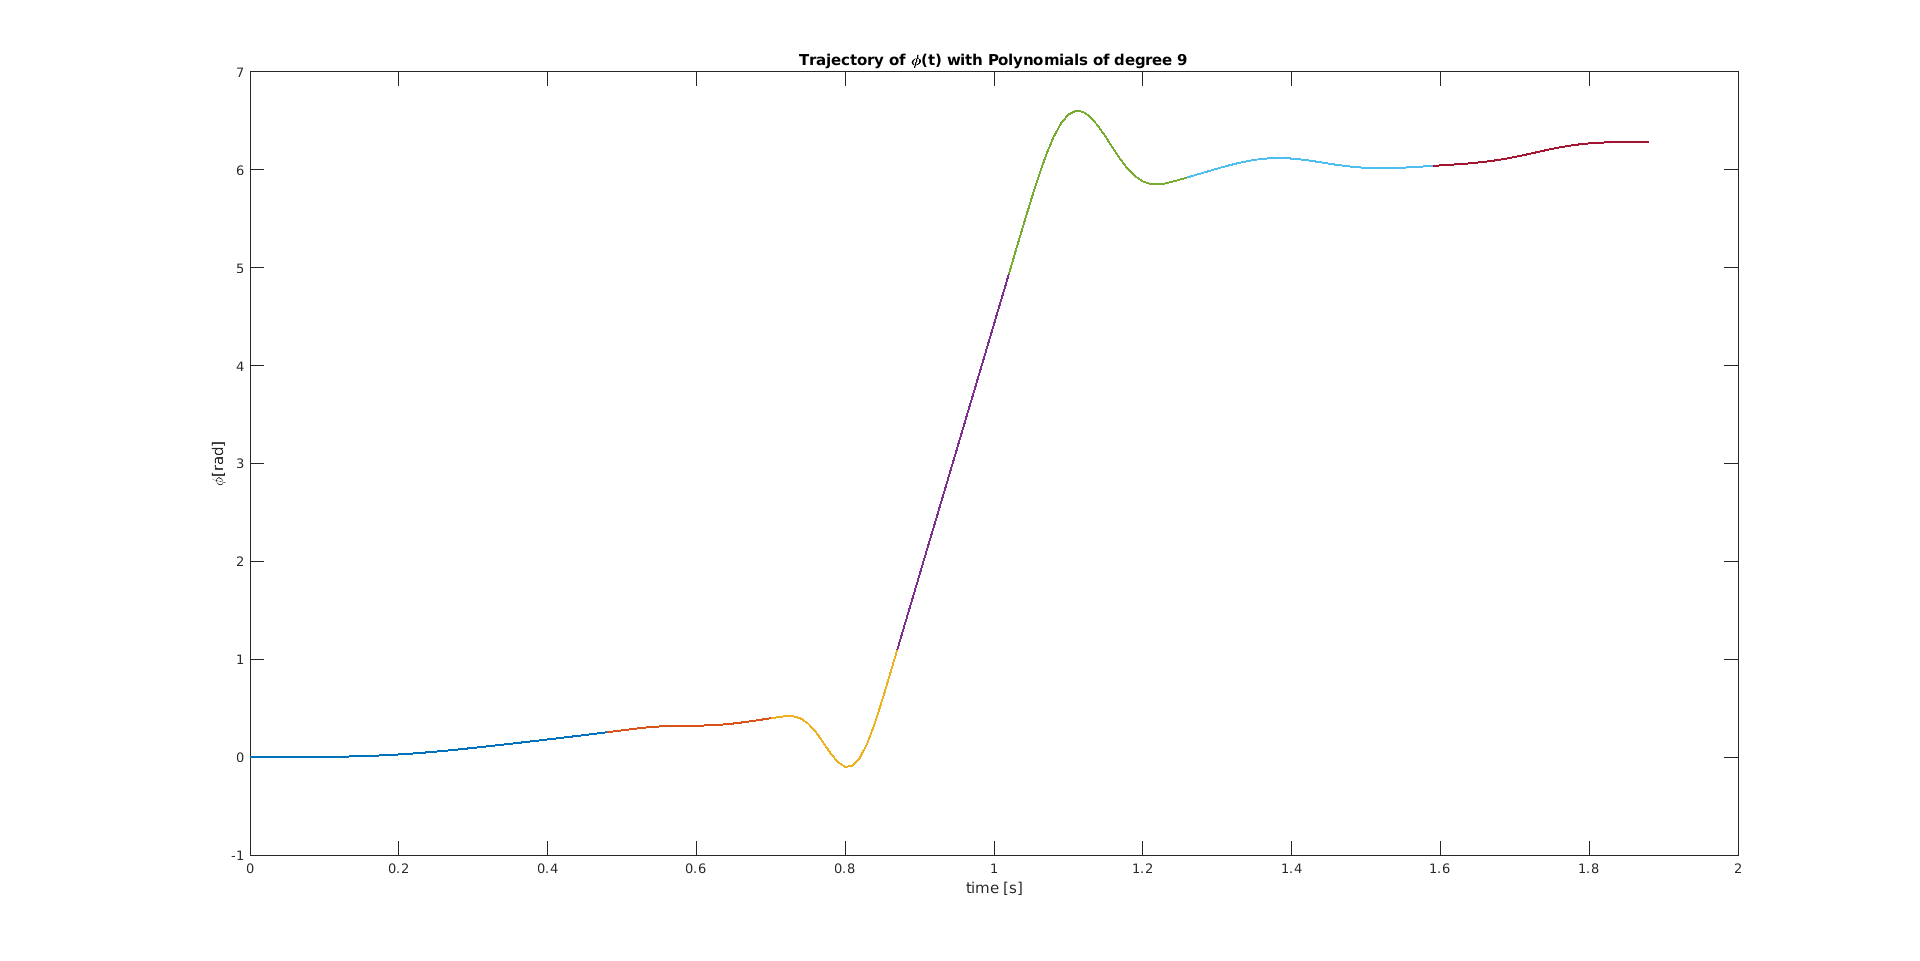 Trajectory of ϕ(t) with Polynomials of degree 9
7
6
5
4
3
2
1
0
-1
ϕ[rad]
0 0.2 0.4 0.6 0.8 1 1.2 1.4 1.6 1.8 2
time [s]